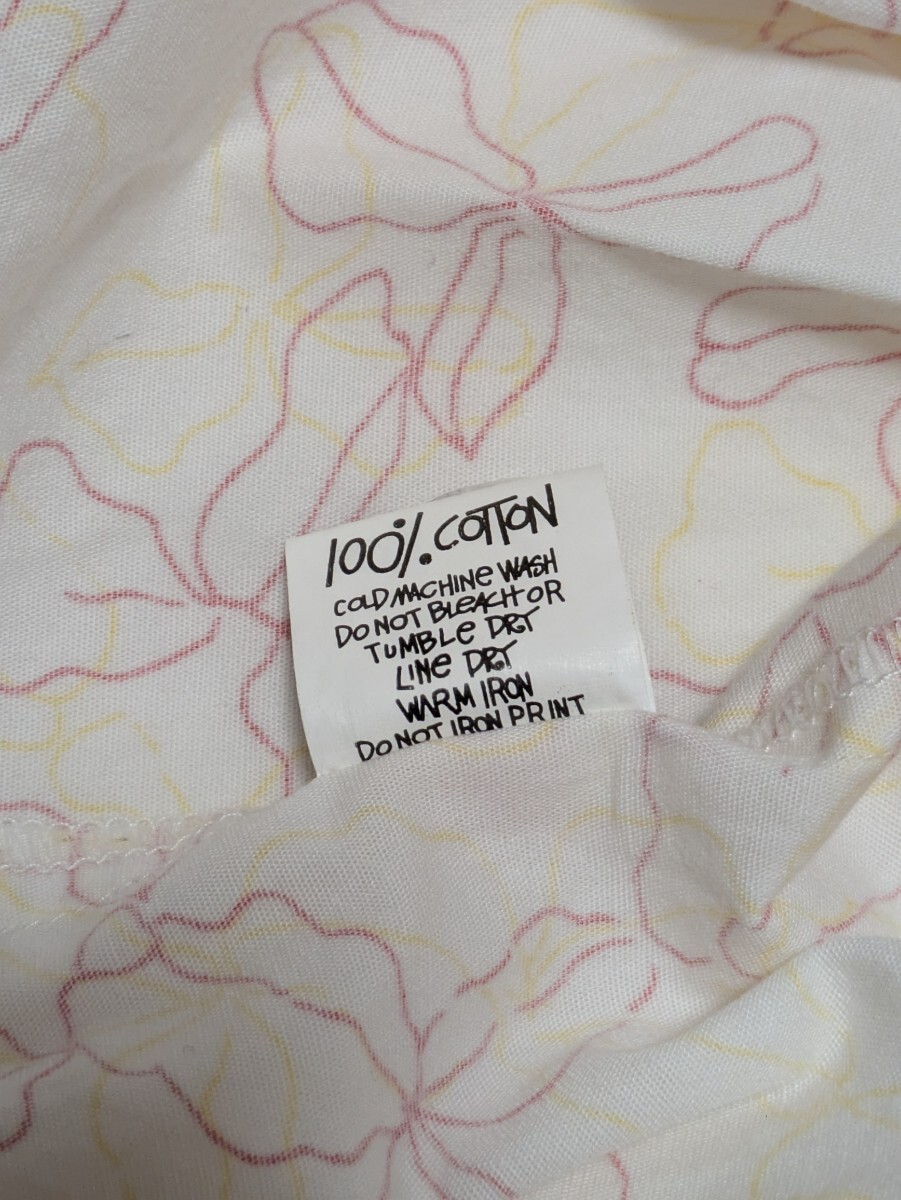 100%. COTTON
COLD MACHINE WASH
DO NOT BLEACH OR
TUMBLE DRY
LINE DRY
WARM IRON
DO NOT IRON PRINT